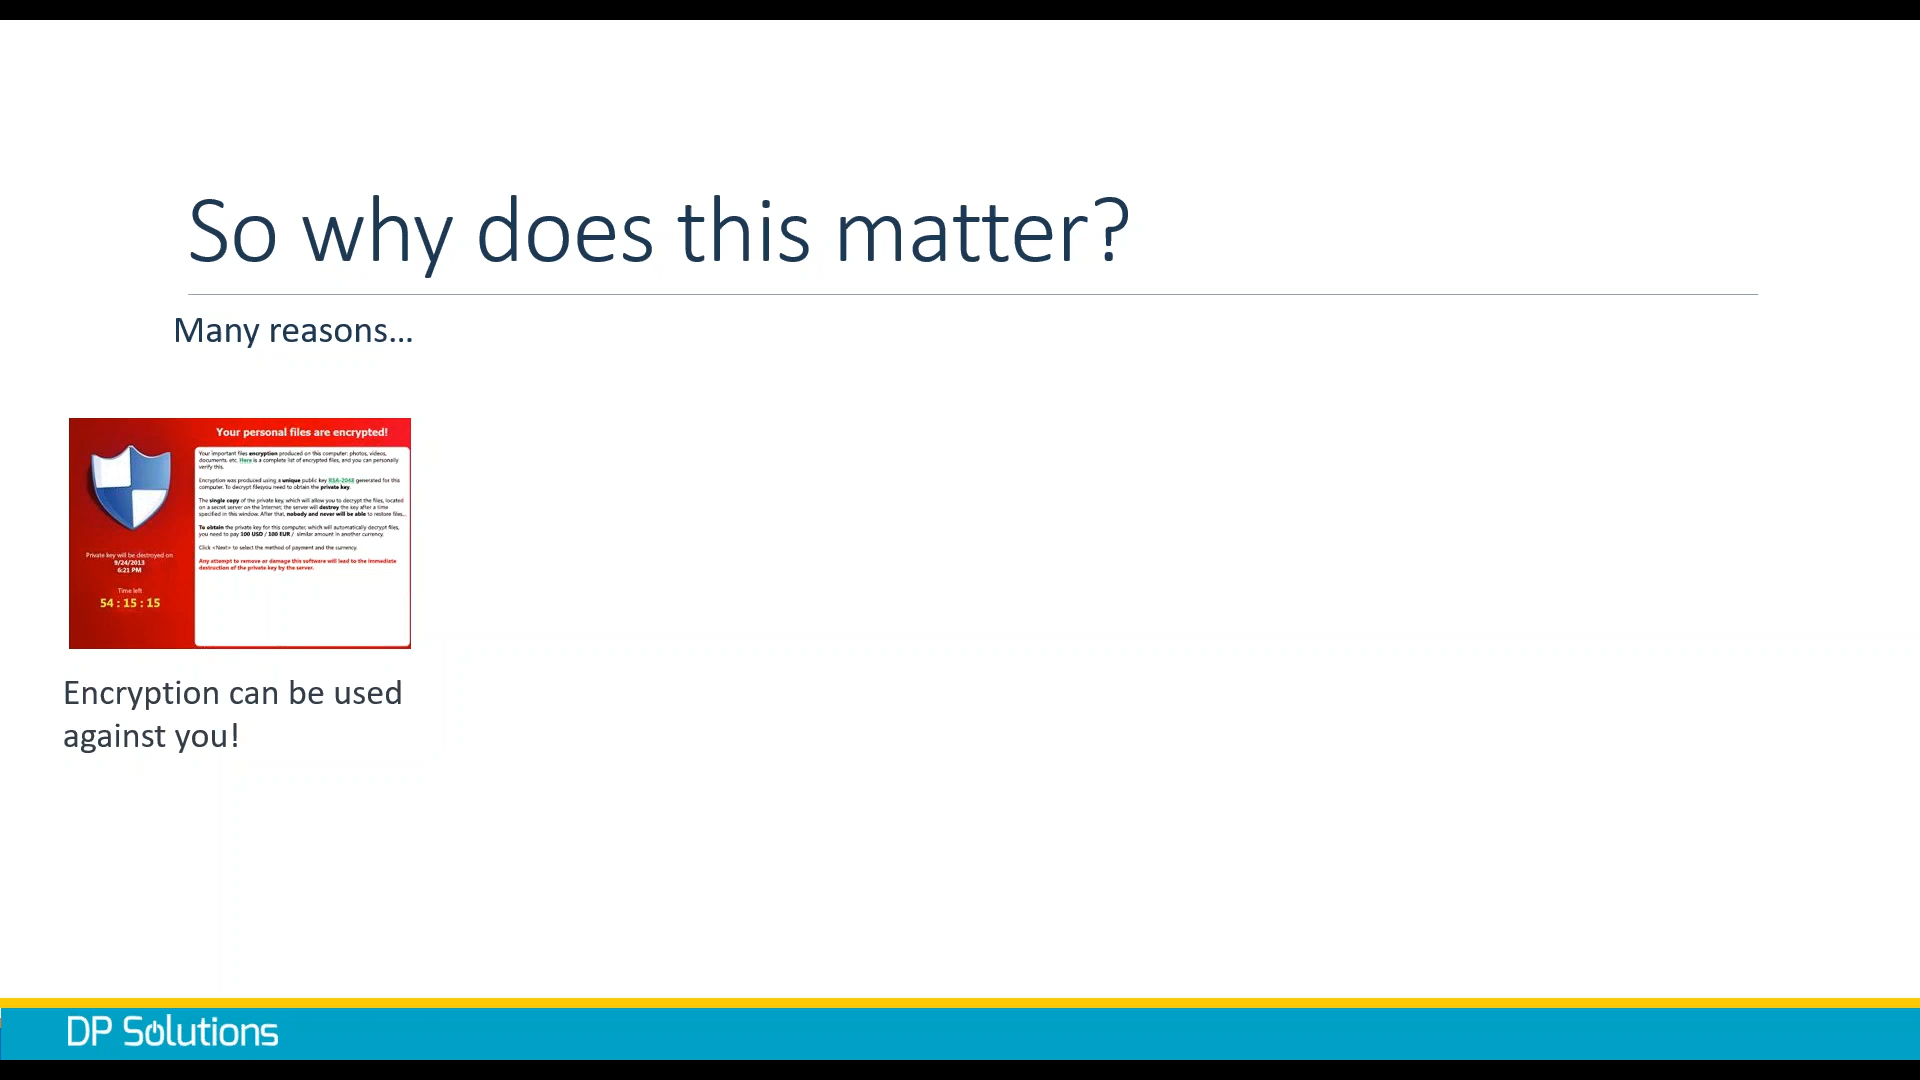 So why does this matter?
Many reasons...
Your personal files are encrypted!
Your important files encryption produced on this computer: photos, videos,
documents, etc. Here is a complete list of encrypted files, and you can personally
verify this.
Encryption was produced using a unique public key RSA-2048 generated for this
computer. To decrypt files you need to obtain the private key.
The single copy of the private key, which will allow you to decrypt the files, located
on a secret server on the Internet; the server will destroy the key after a time
specified in this window. After that, nobody and never will be able to restore files...
To obtain the private key for this computer, which will automatically decrypt files,
you need to pay 100 USD / 100 EUR / similar amount in another currency.
Click «Next» to select the method of payment and the currency.
Any attempt to remove or damage this software will lead to the immediate
destruction of the private key by the server.
Private key will be destroyed on
9/24/2013
6:21 PM
Time left
54 : 15 : 15
Encryption can be used
against you!
DP Solutions